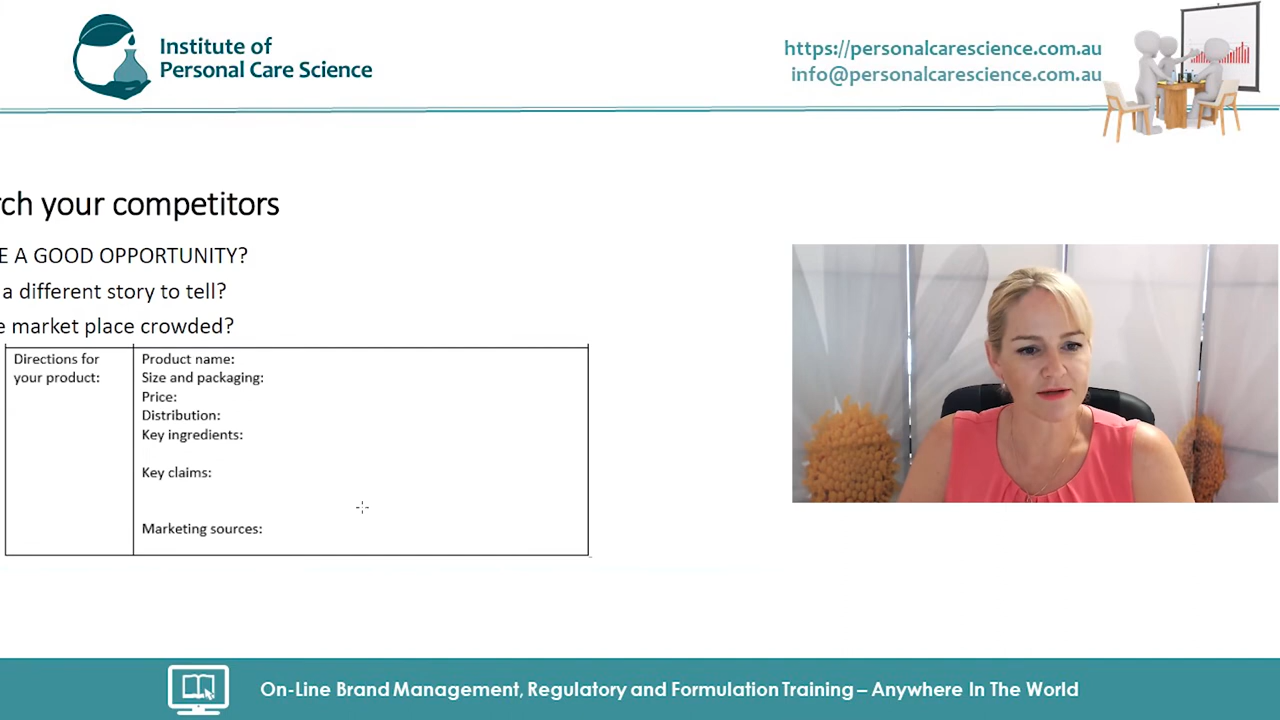 Institute of
Personal Care Science
https://personalcarescience.com.au
info@personalcarescience.com.au
rch your competitors
E A GOOD OPPORTUNITY?
a different story to tell?
e market place crowded?
Directions for
your product:
Product name:
Size and packaging:
Price:
Distribution:
Key ingredients:
Key claims:
Marketing sources:
On-Line Brand Management, Regulatory and Formulation Training – Anywhere In The World